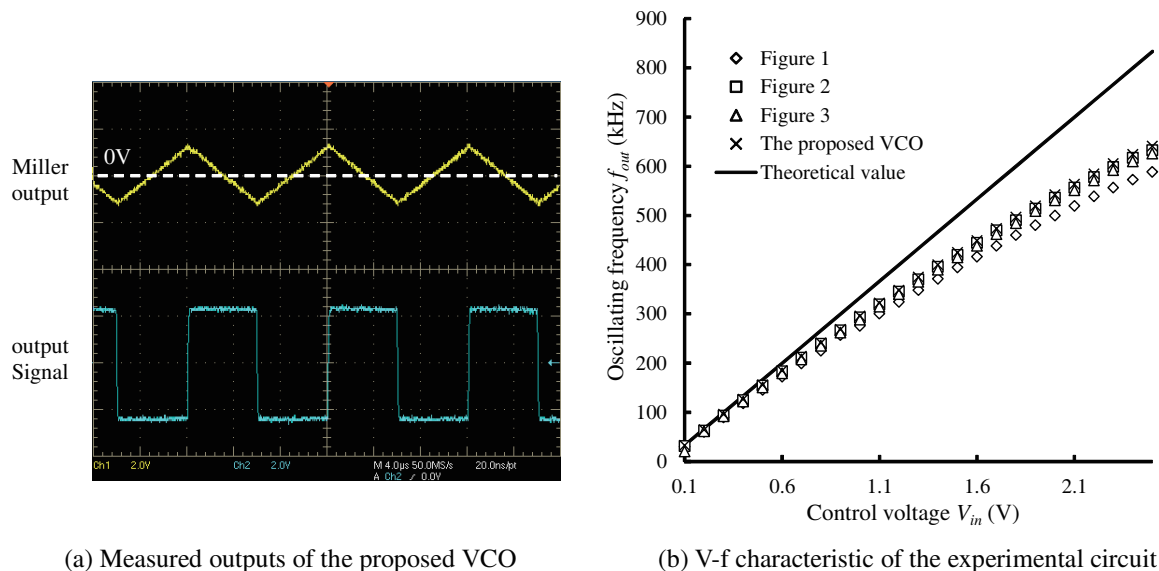 Miller
output
0V
output
Signal
Ch1 2.0V Ch2 2.0V M 4.0µs 50.0MS/s 20.0ns/pt
A Ch2 ⁄ 0.0V
(a) Measured outputs of the proposed VCO
Oscillating frequency f_out (kHz)
900
800
700
600
500
400
300
200
100
0
Figure 1
Figure 2
Figure 3
The proposed VCO
Theoretical value
0.1 0.6 1.1 1.6 2.1
Control voltage V_in (V)
(b) V-f characteristic of the experimental circuit